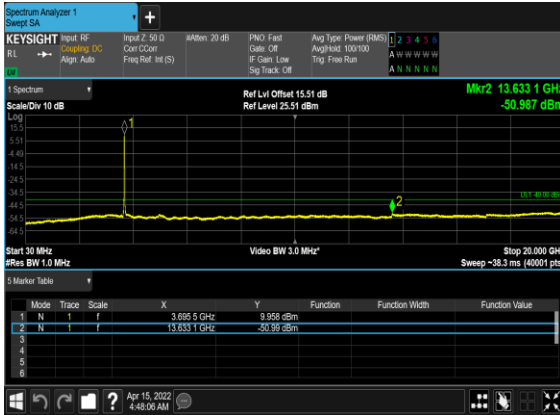 Spectrum Analyzer 1
Swept SA
+
KEYSIGHT Input: RF Input Z: 50 Ω #Atten: 20 dB PNO: Fast Avg Type: Power (RMS) 1 2 3 4 5 6
RL Coupling: DC Corr CCorr Gate: Off Avg|Hold: 100/100 A W W W W W
Align: Auto Freq Ref: Int (S) IF Gain: Low Trig: Free Run
Sig Track: Off A N N N N N
1 Spectrum Ref Lvl Offset 15.51 dB Mkr2 13.633 1 GHz
Scale/Div 10 dB Ref Level 25.51 dBm -50.987 dBm
Log
15.5 1
5.51
-4.49
-14.5
-24.5
-34.5 DL1 -40.00 dBm
-44.5 2
-54.5
-64.5
Start 30 MHz Video BW 3.0 MHz* Stop 20.000 GHz
#Res BW 1.0 MHz Sweep ~38.3 ms (40001 pts)
5 Marker Table
Mode Trace Scale X Y Function Function Width Function Value
1 N 1 f 3.695 5 GHz 9.958 dBm
2 N 1 f 13.633 1 GHz -50.99 dBm
3
4
5
6
? Apr 15, 2022
4:48:06 AM